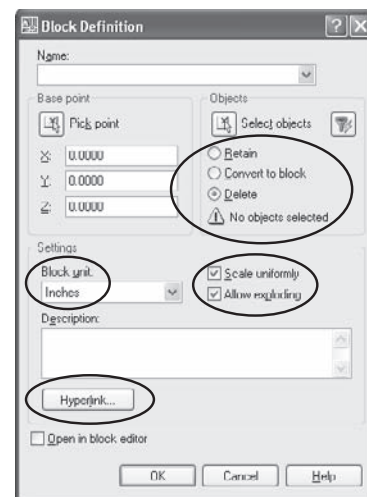 Block Definition
Name:
Base point
Pick point
X: 0.0000
Y: 0.0000
Z: 0.0000
Objects
Select objects
Retain
Convert to block
Delete
No objects selected
Settings
Block unit:
Inches
Scale uniformly
Allow exploding
Description:
Hyperlink...
Open in block editor
OK Cancel Help